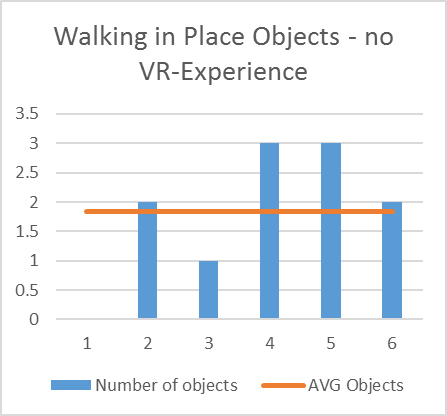 Walking in Place Objects - no
VR-Experience
3.5
3
2.5
2
1.5
1
0.5
0
1 2 3 4 5 6
Number of objects AVG Objects